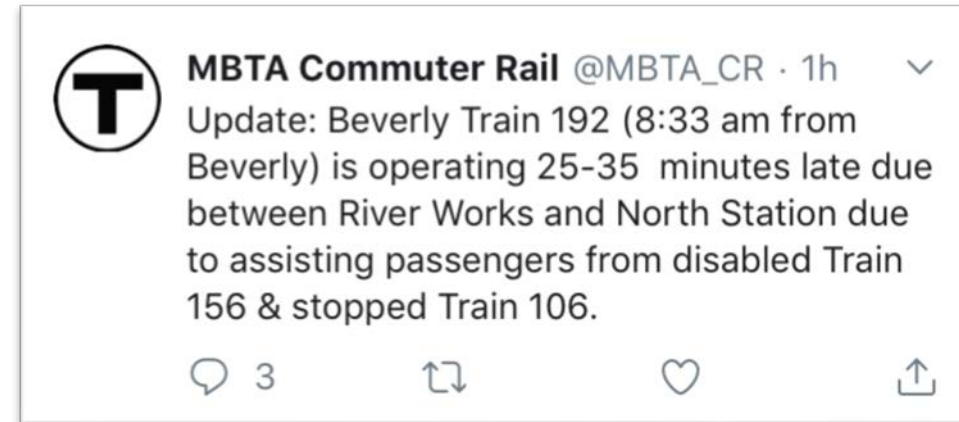 T
MBTA Commuter Rail @MBTA_CR · 1h
Update: Beverly Train 192 (8:33 am from
Beverly) is operating 25-35  minutes late due
between River Works and North Station due
to assisting passengers from disabled Train
156 & stopped Train 106.
3